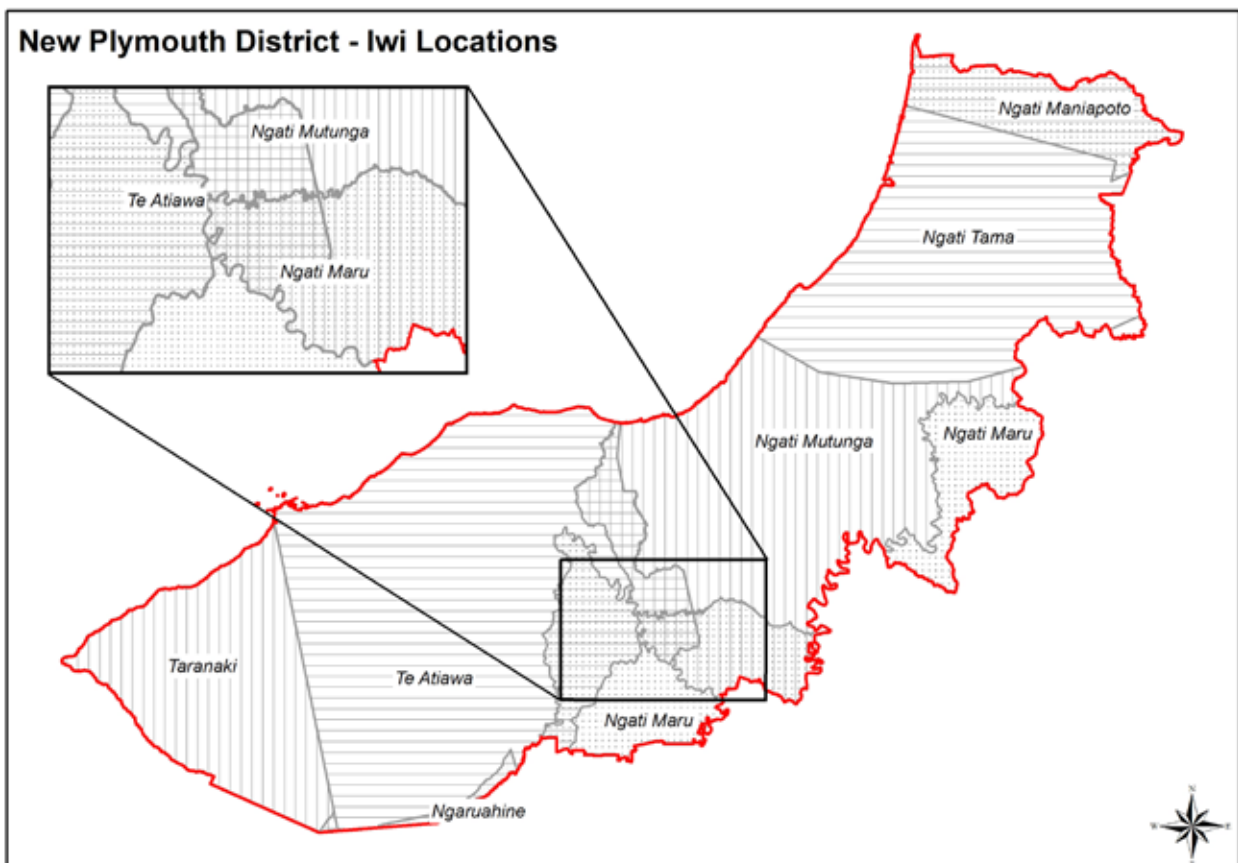 New Plymouth District - Iwi Locations
Ngati Maniapoto
Ngati Mutunga
Te Atiawa
Ngati Tama
Ngati Maru
Ngati Mutunga
Ngati Maru
Taranaki
Te Atiawa
Ngati Maru
Ngaruahine
N
W
E
S